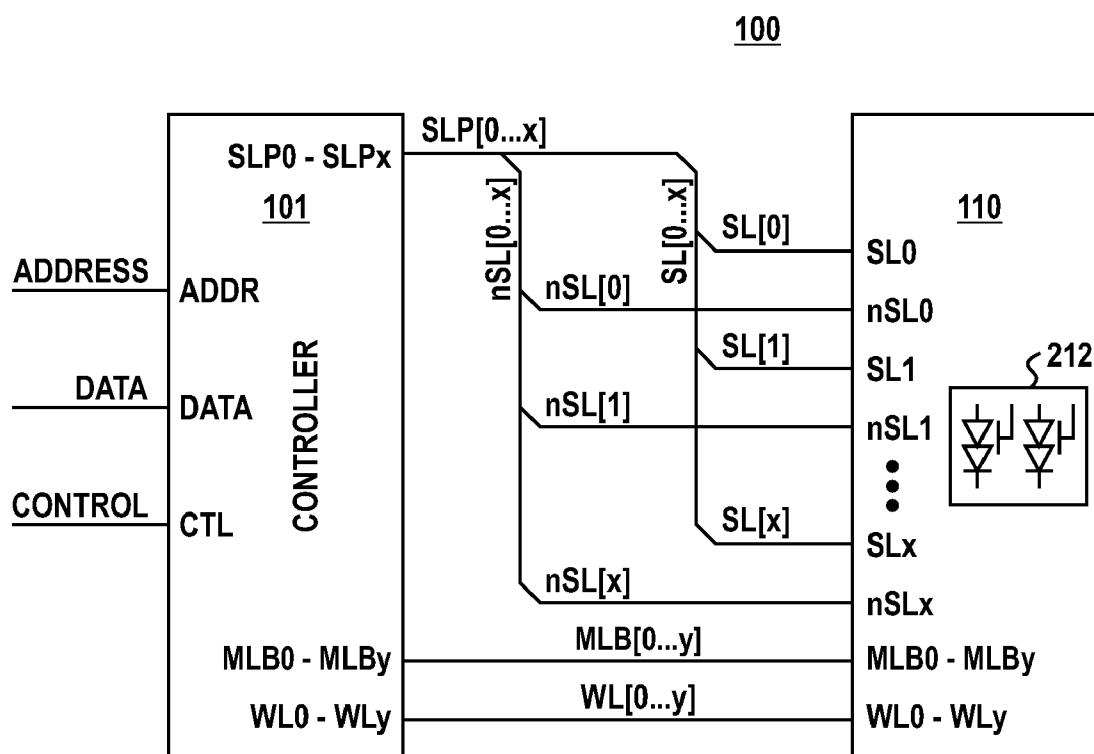 100
SLP[0...x]
SLP0 - SLPx
101
110
nSL[0...x]
SL[0...x]
SL[0]
SL0
ADDRESS
ADDR
nSL[0]
nSL0
SL[1]
SL1
212
DATA
DATA
CONTROLLER
nSL[1]
nSL1
CONTROL
CTL
SL[x]
SLx
nSL[x]
nSLx
MLB0 - MLBy
MLB[0...y]
MLB0 - MLBy
WL0 - WLy
WL[0...y]
WL0 - WLy